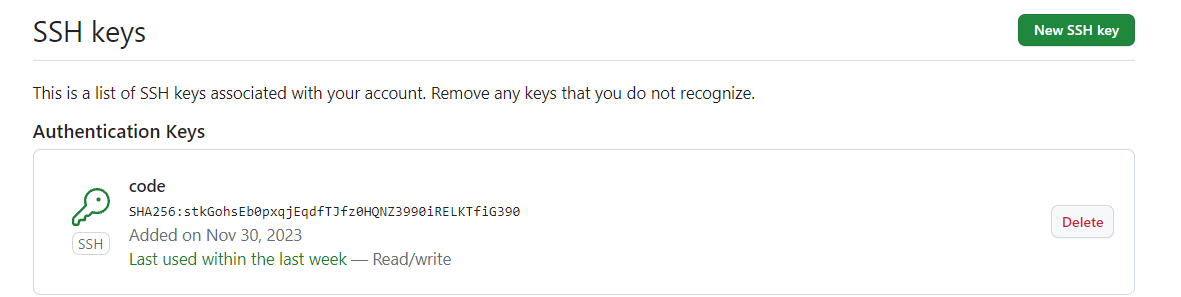 SSH keys
New SSH key
This is a list of SSH keys associated with your account. Remove any keys that you do not recognize.
Authentication Keys
code
SHA256:stkGohsEb0pxqjEqdfTJfz0HQNZ3990iRELKTfiG390
Added on Nov 30, 2023
SSH
Last used within the last week — Read/write
Delete